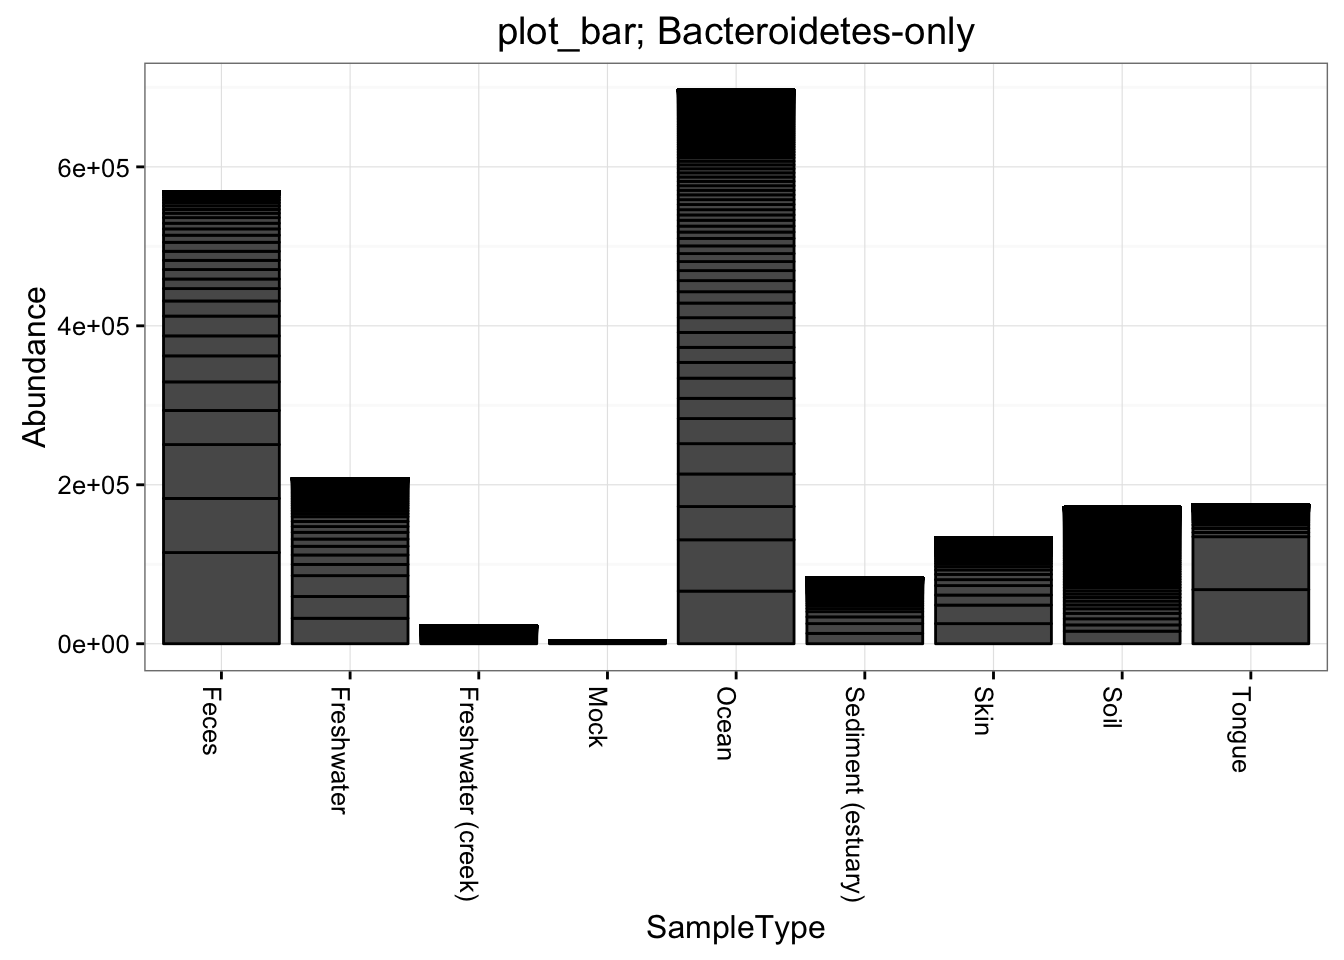 plot_bar; Bacteroidetes-only
Abundance
6e+05
4e+05
2e+05
0e+00
Feces
Freshwater
Freshwater (creek)
Mock
Ocean
Sediment (estuary)
Skin
Soil
Tongue
SampleType